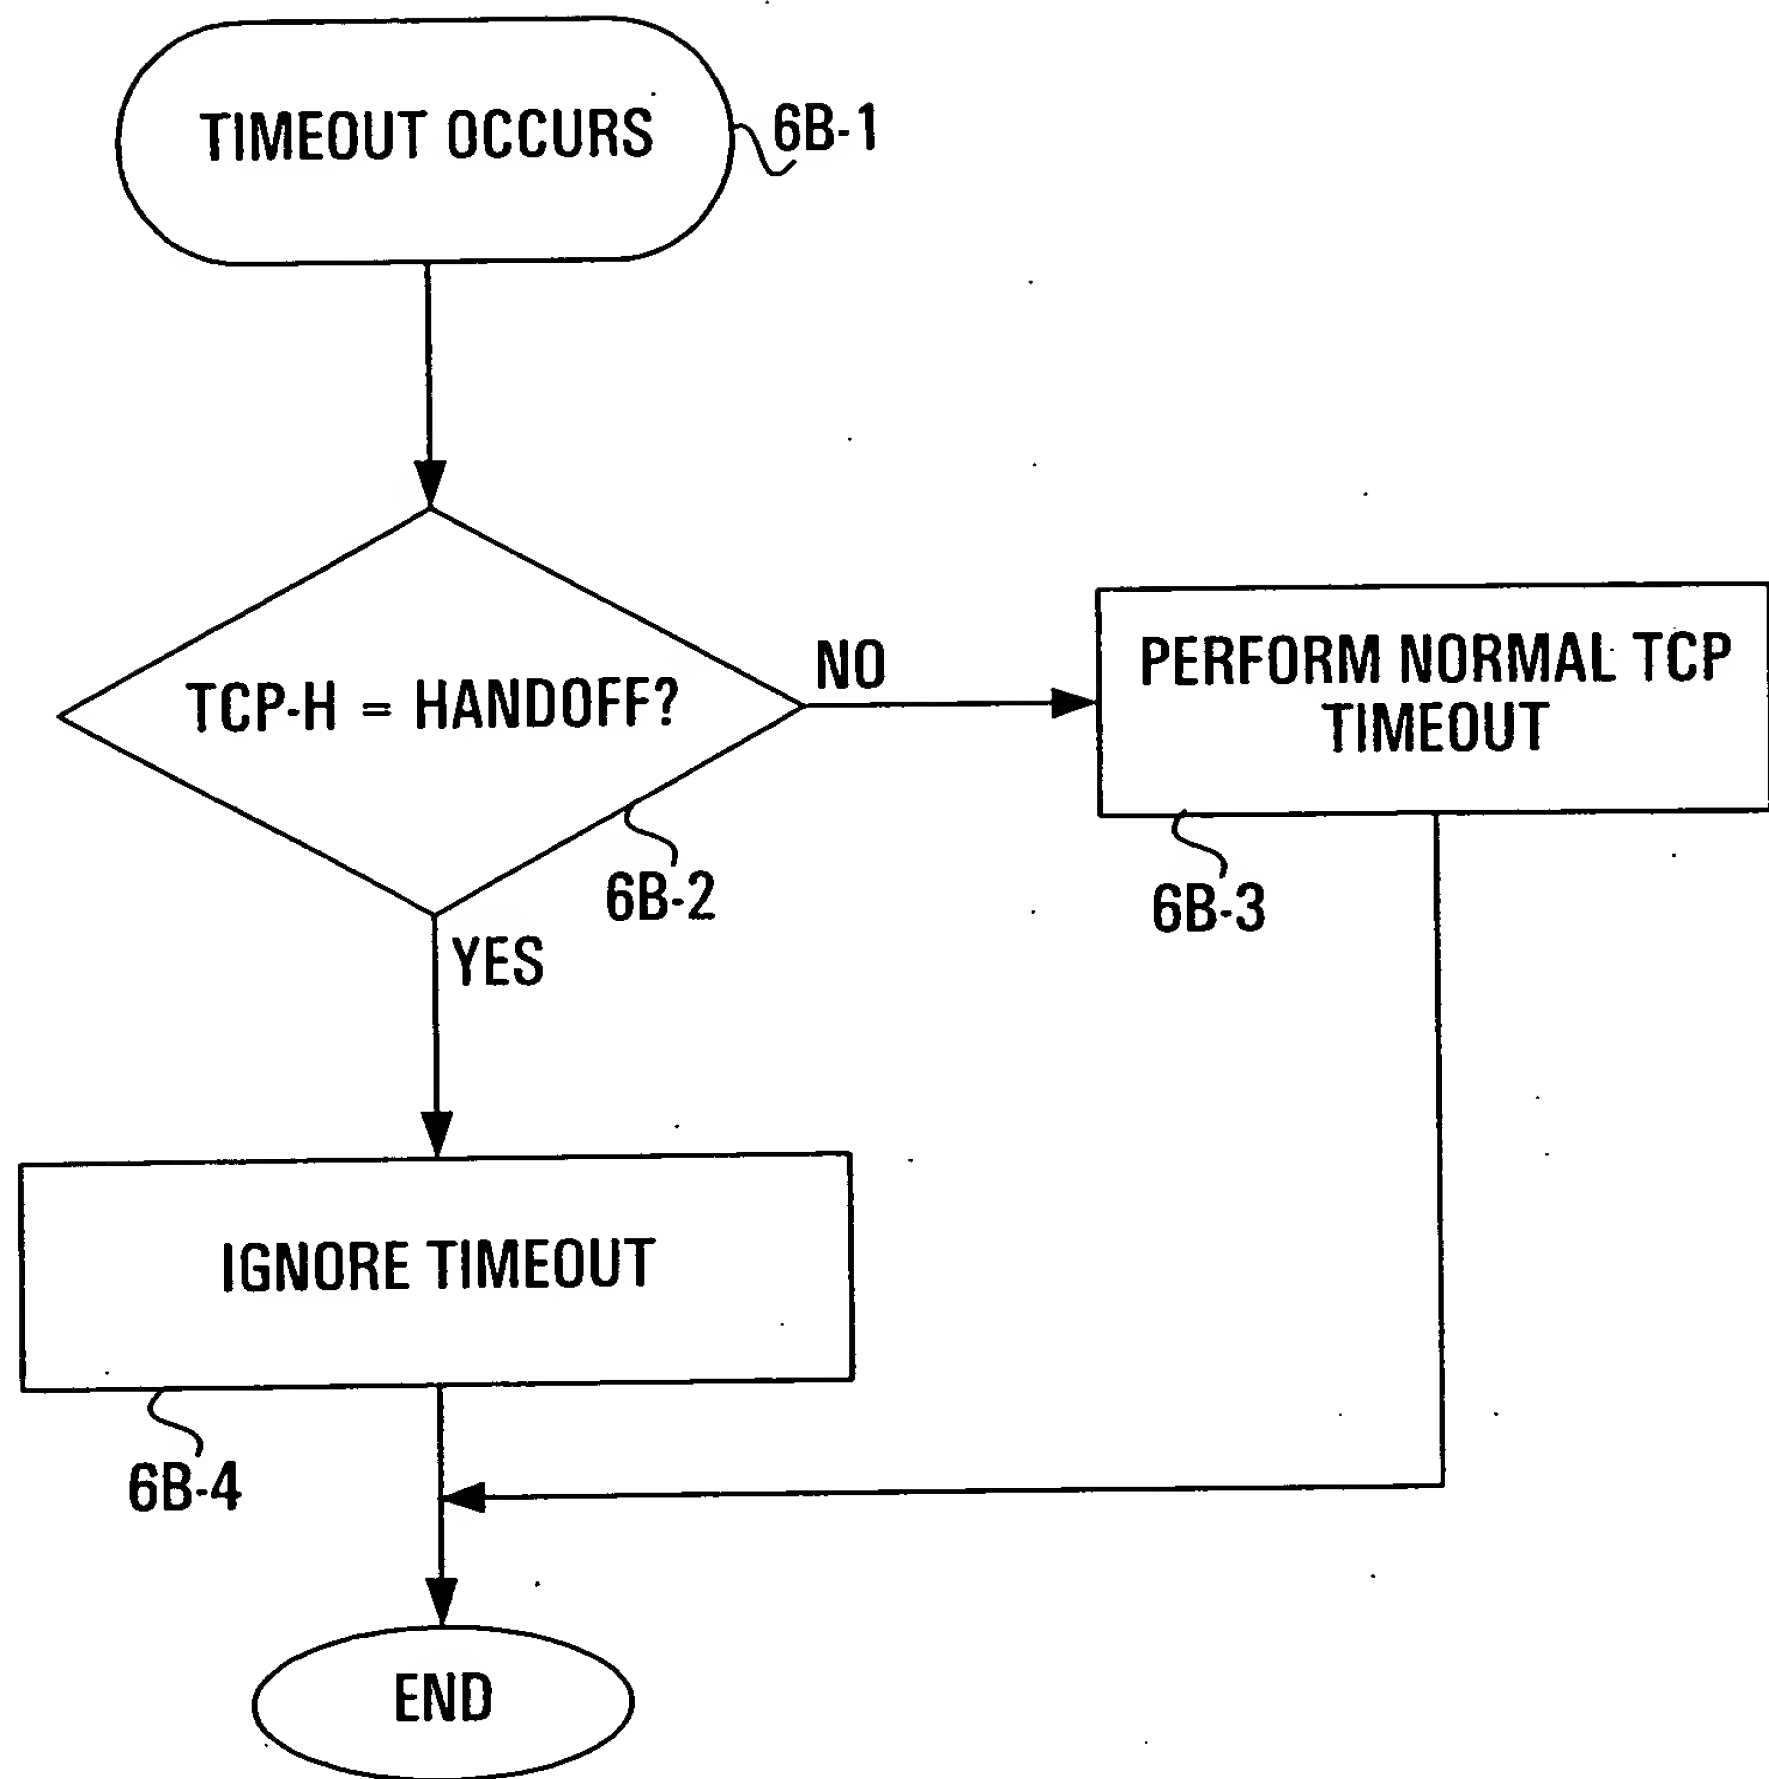 TIMEOUT OCCURS
6B-1
TCP-H = HANDOFF?
NO
PERFORM NORMAL TCP
TIMEOUT
6B-2
6B-3
YES
IGNORE TIMEOUT
6B-4
END